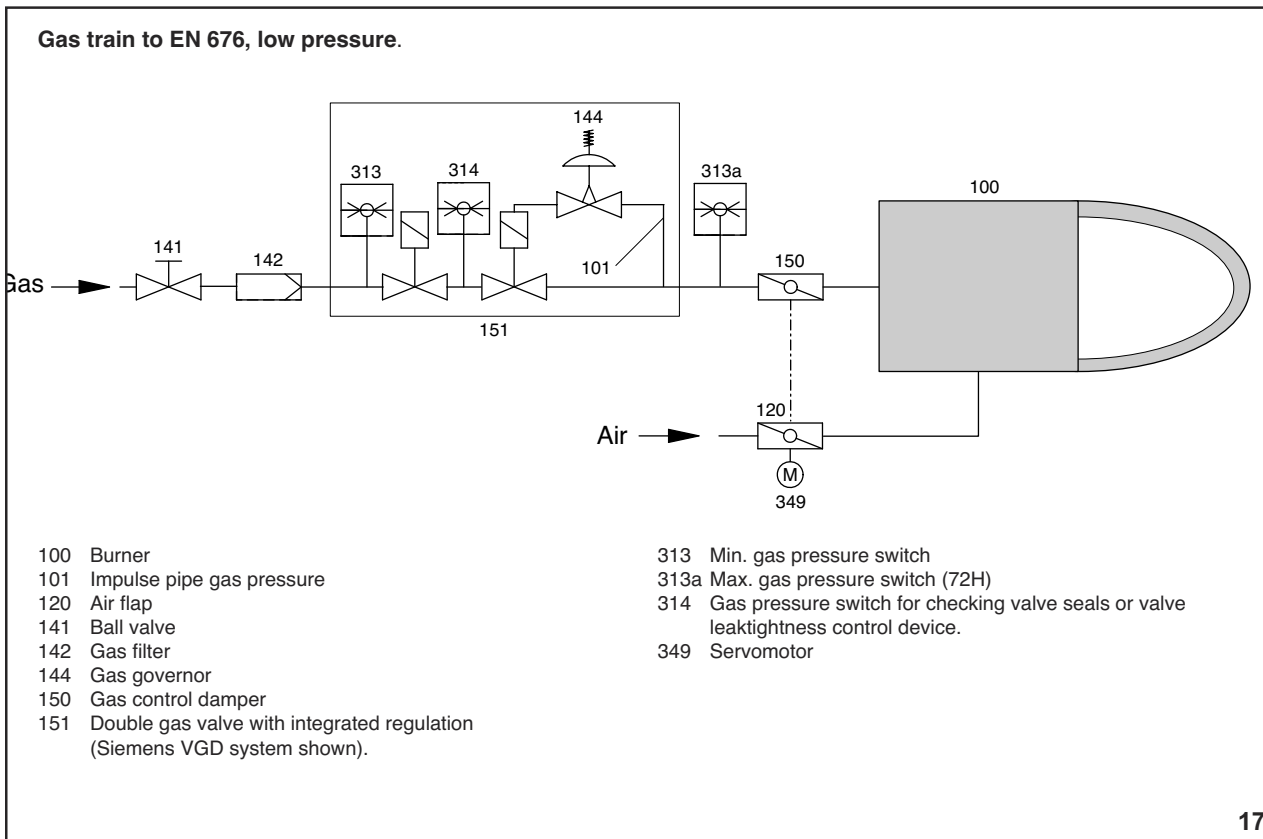 Gas train to EN 676, low pressure.
144
313
314
313a
100
141
142
101
150
Gas
151
120
Air
M
349
100 Burner
101 Impulse pipe gas pressure
120 Air flap
141 Ball valve
142 Gas filter
144 Gas governor
150 Gas control damper
151 Double gas valve with integrated regulation
(Siemens VGD system shown).
313 Min. gas pressure switch
313a Max. gas pressure switch (72H)
314 Gas pressure switch for checking valve seals or valve
leaktightness control device.
349 Servomotor
17